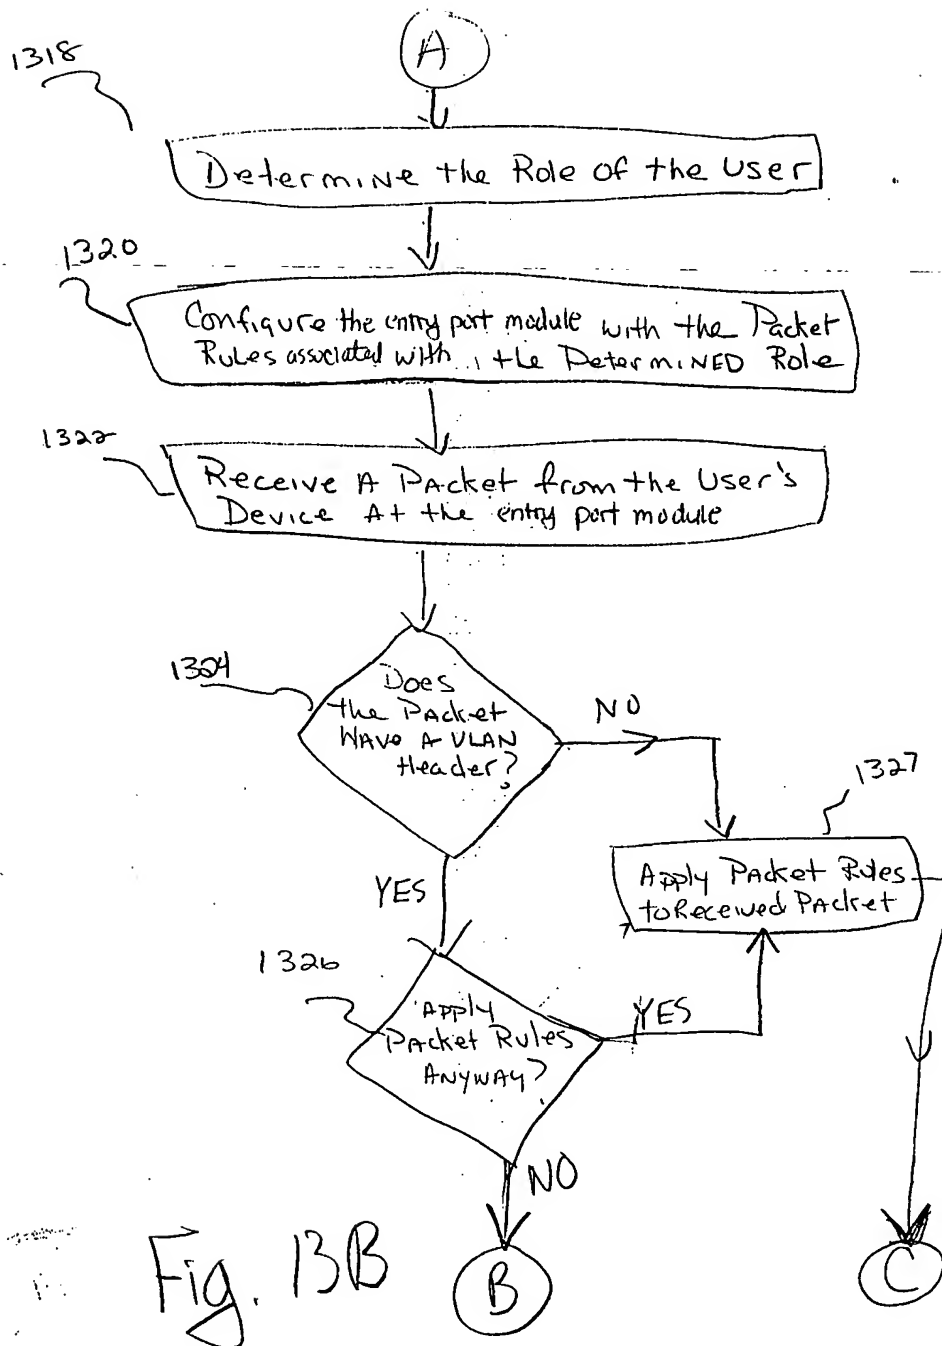 A
1318
Determine the Role of the User
1320
Configure the entry port module with the Packet
Rules associated with the Determined Role
1322
Receive A Packet from the User's
Device At the entry port module
1324
Does
the Packet
Have A VLAN
Header?
NO
1327
Apply Packet Rules
to Received Packet
YES
1326
Apply
Packet Rules
Anyway?
YES
NO
B
C
Fig. 13B